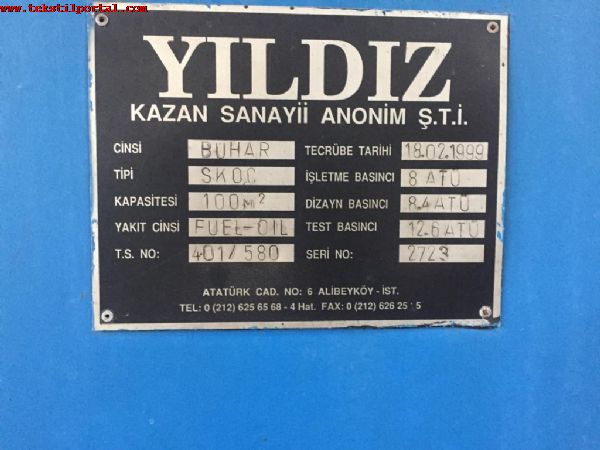 www.tekstilportal.com
YILDIZ
KAZAN SANAYİİ ANONİM Ş.T.İ.
CİNSİ BUHAR TECRÜBE TARİHİ 18.02.1999
TİPİ İŞLETME BASINCI 8 ATÜ
KAPASİTESİ 100M² DİZAYN BASINCI 8.4 ATÜ
YAKIT CİNSİ FUEL-OIL TEST BASINCI 12.6 ATÜ
T.S. NO: 401/580 SERİ NO: 2723
ATATÜRK CAD. NO: 6 ALİBEYKÖY - İST.
TEL: 0 (212) 625 65 68 - 4 Hat. FAX: 0 (212) 626